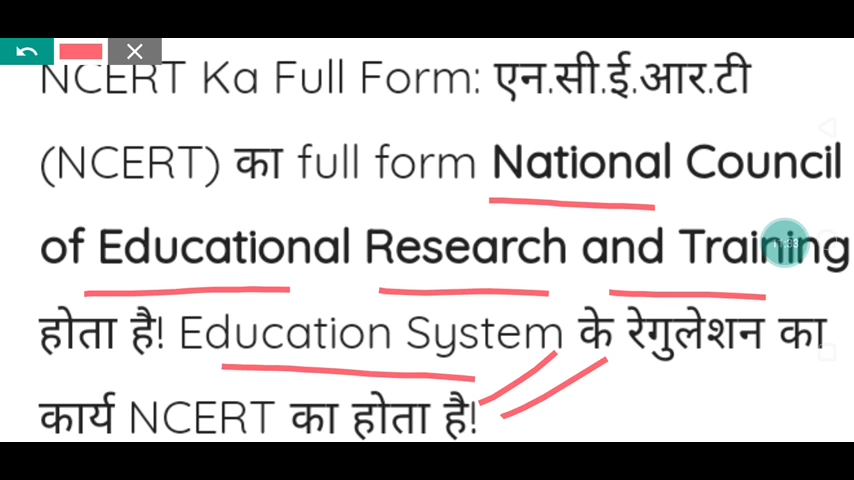 NCERT Ka Full Form: एन.सी.ई.आर.टी
(NCERT) का full form National Council
of Educational Research and Training
होता है! Education System के रेगुलेशन का
कार्य NCERT का होता है!